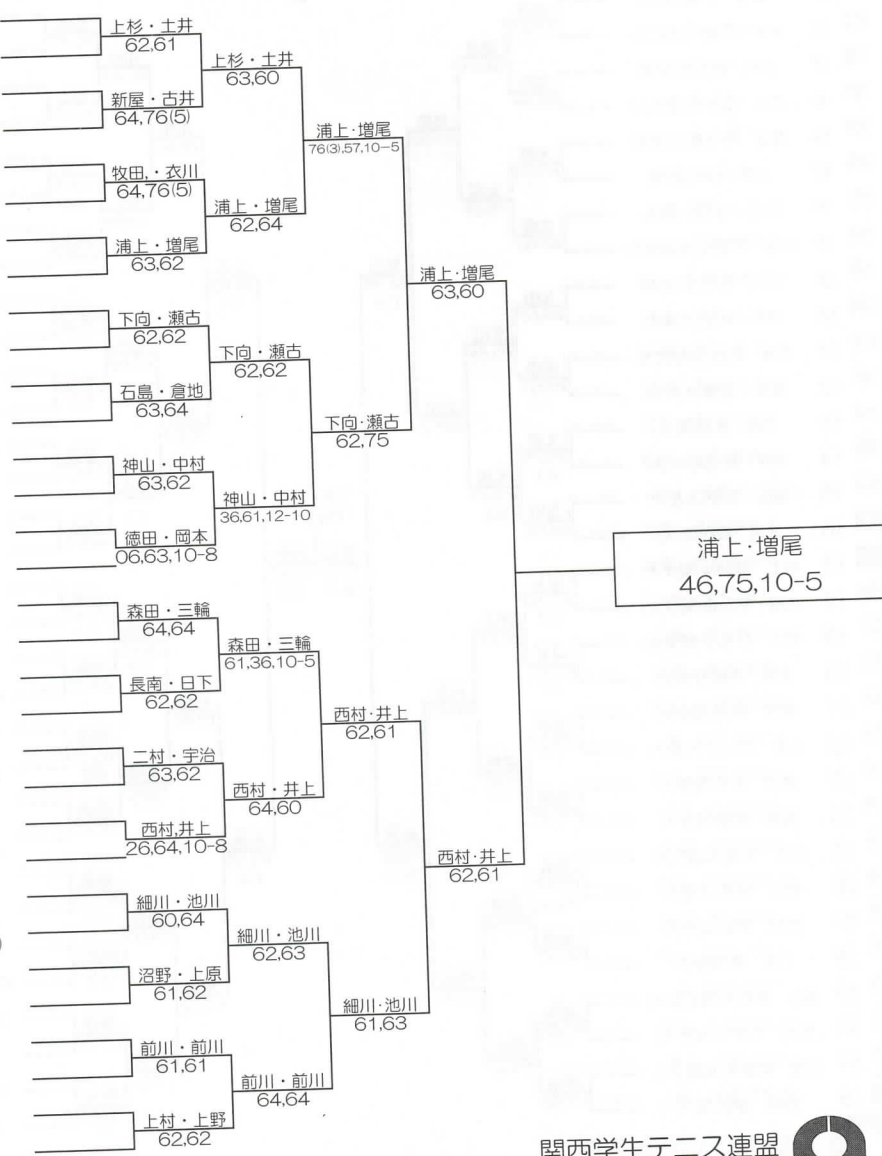 上杉・土井
62,61
上杉・土井
63,60
新屋・古井
64,76(5)
浦上・増尾
76(3),57,10-5
牧田,・衣川
64,76(5)
浦上・増尾
62,64
浦上・増尾
63,62
浦上・増尾
63,60
下向・瀬古
62,62
下向・瀬古
62,62
石島・倉地
63,64
下向・瀬古
62,75
神山・中村
63,62
神山・中村
36,61,12-10
徳田・岡本
06,63,10-8
浦上・増尾
46,75,10-5
森田・三輪
64,64
森田・三輪
61,36,10-5
長南・日下
62,62
西村・井上
62,61
二村・宇治
63,62
西村・井上
64,60
西村,井上
26,64,10-8
西村・井上
62,61
細川・池川
60,64
細川・池川
62,63
沼野・上原
61,62
細川・池川
61,63
前川・前川
61,61
前川・前川
64,64
上村・上野
62,62
関西学生テニス連盟